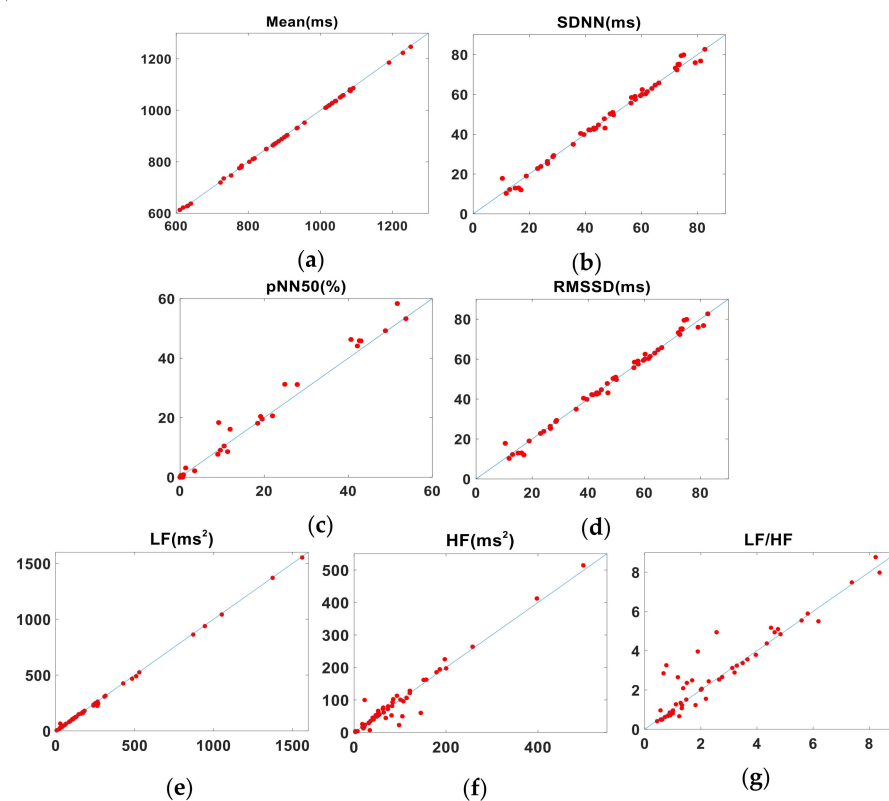 Mean(ms)
1200
1000
800
600
600 800 1000 1200
(a)
SDNN(ms)
80
60
40
20
0
0 20 40 60 80
(b)
pNN50(%)
60
40
20
0
0 20 40 60
(c)
RMSSD(ms)
80
60
40
20
0
0 20 40 60 80
(d)
LF(ms²)
1500
1000
500
0
0 500 1000 1500
(e)
HF(ms²)
500
400
300
200
100
0
0 200 400
(f)
LF/HF
8
6
4
2
0
0 2 4 6 8
(g)